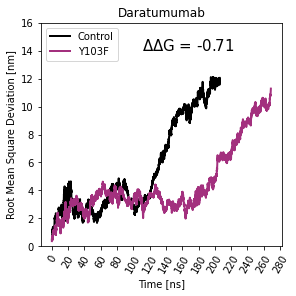 Daratumumab
Control
Y103F
ΔΔG = -0.71
Root Mean Square Deviation [nm]
16
14
12
10
8
6
4
2
0
0 20 40 60 80 100 120 140 160 180 200 220 240 260 280
Time [ns]